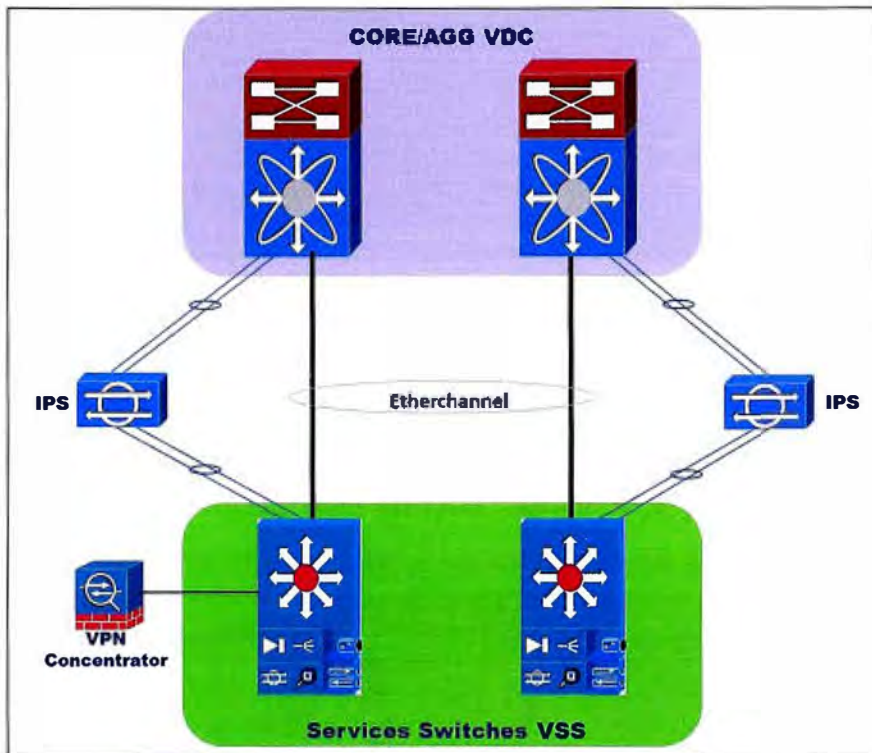 CORE/AGG VDC
IPS
Etherchannel
IPS
VPN
Concentrator
Services Switches VSS